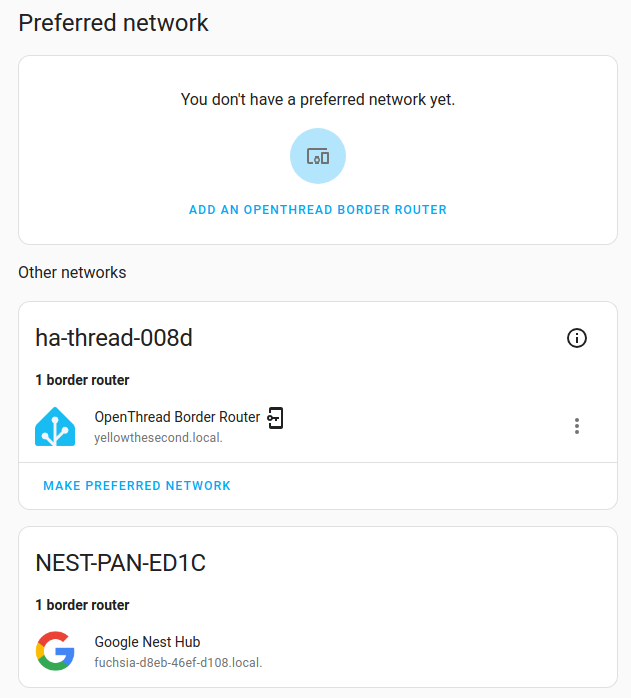 Preferred network
You don't have a preferred network yet.
ADD AN OPENTHREAD BORDER ROUTER
Other networks
ha-thread-008d
1 border router
OpenThread Border Router
yellowthesecond.local.
MAKE PREFERRED NETWORK
NEST-PAN-ED1C
1 border router
Google Nest Hub
fuchsia-d8eb-46ef-d108.local.